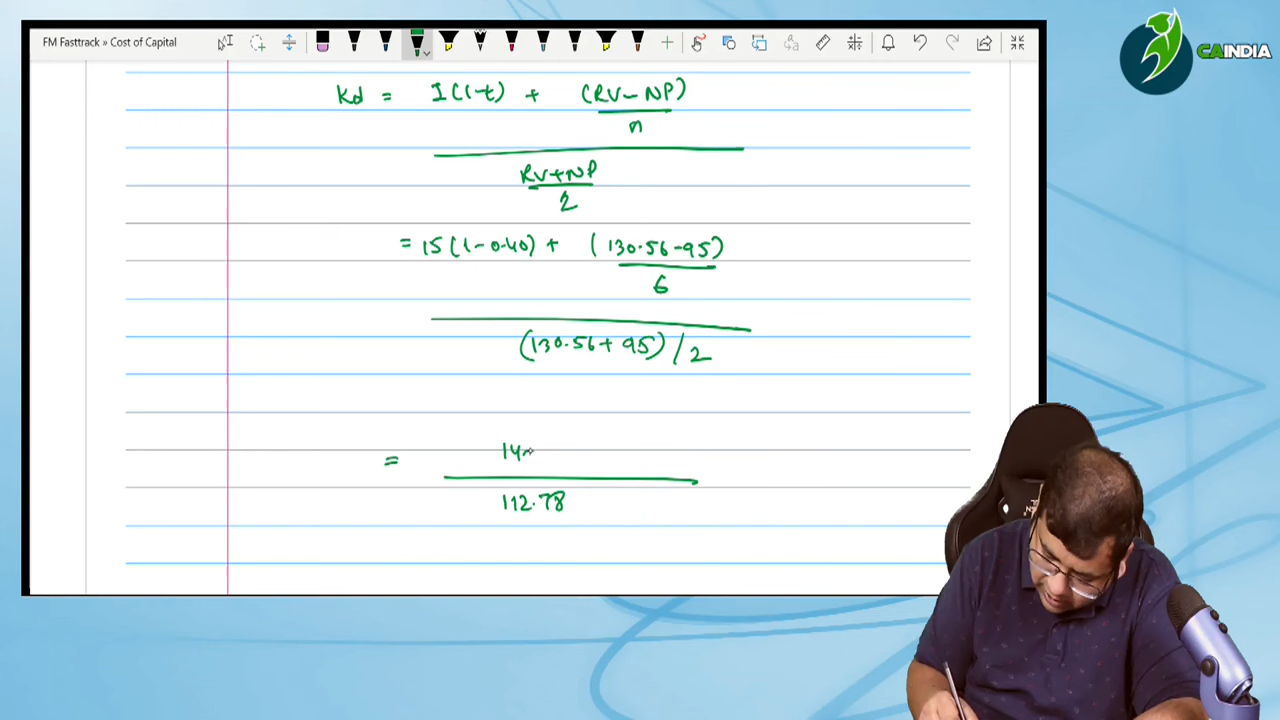 FM Fasttrack » Cost of Capital
CAINDIA
Kd = I(1-t) + (RV-NP)
n
RV+NP
2
= 15(1-0.40) + (130.56-95)
6
(130.56+95)/2
= 14.
112.78